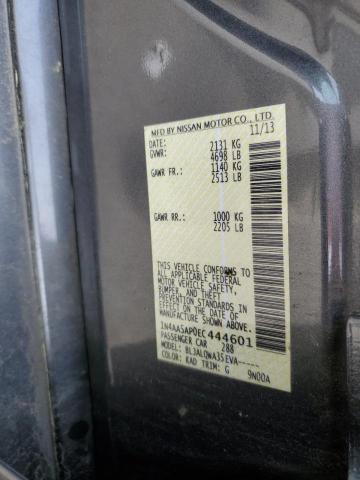 MFD BY NISSAN MOTOR CO., LTD
DATE: 11/13
GVWR: 2131 KG
4698 LB
GAWR FR.: 1140 KG
2513 LB
GAWR RR.: 1000 KG
2205 LB
THIS VEHICLE CONFORMS TO
ALL APPLICABLE FEDERAL
MOTOR VEHICLE SAFETY,
BUMPER, AND THEFT
PREVENTION STANDARDS IN
EFFECT ON THE DATE OF
MANUFACTURE SHOWN ABOVE.
1N4AA5AP0EC444601
PASSENGER CAR 288
MODEL: BL3ALQWA35EVA-----
COLOR: KAD TRIM: G 9N00A